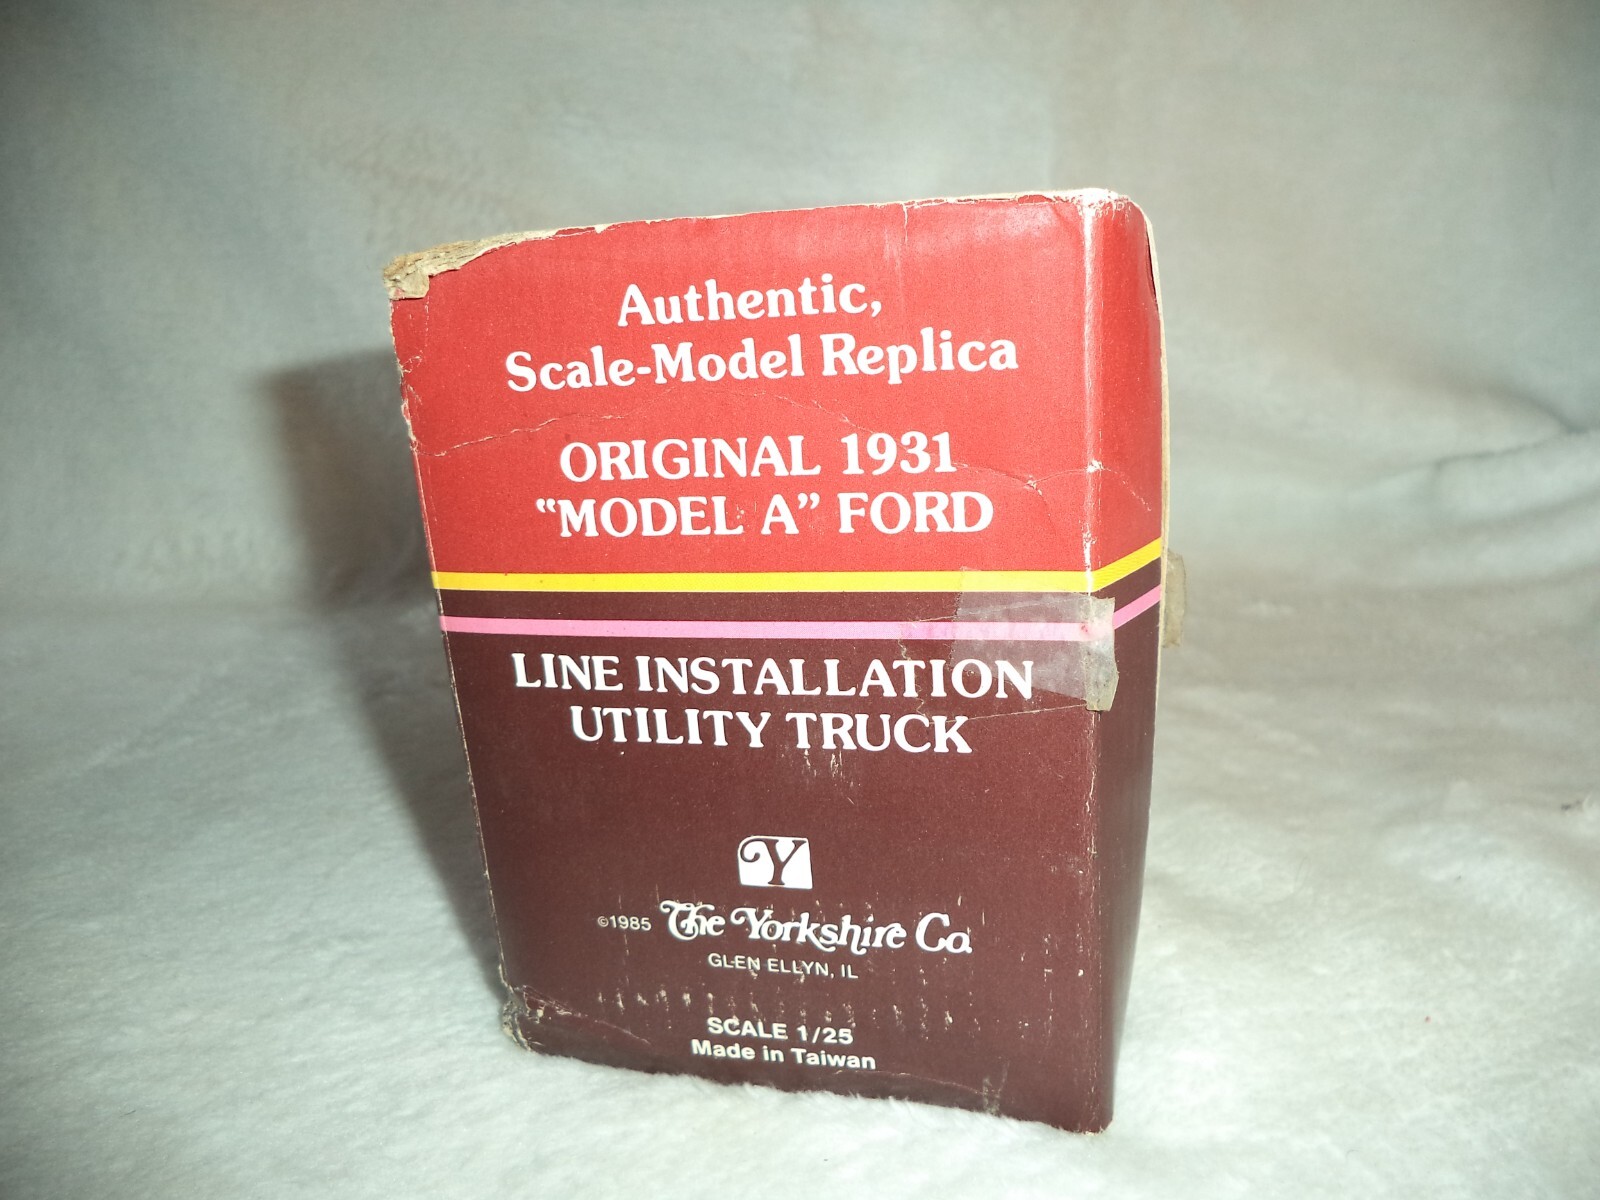 Authentic,
Scale-Model Replica
ORIGINAL 1931
“MODEL A” FORD
LINE INSTALLATION
UTILITY TRUCK
Y
©1985 The Yorkshire Co.
GLEN ELLYN, IL
SCALE 1/25
Made in Taiwan